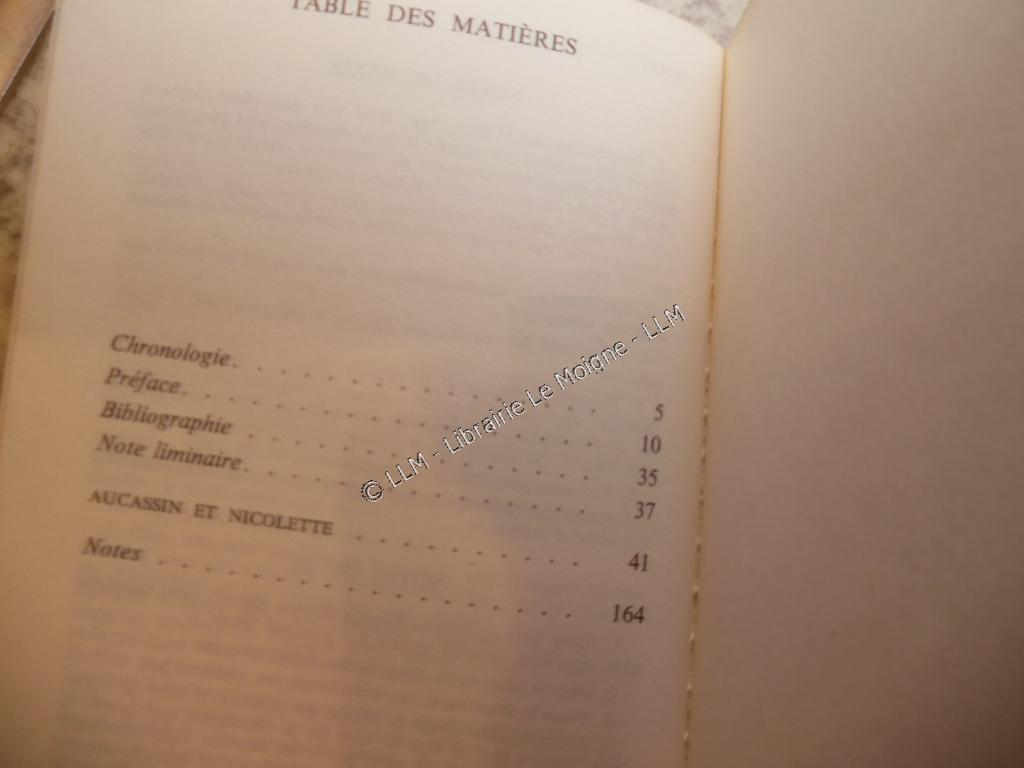 TABLE DES MATIÈRES
Chronologie. . . . . . . . . . . . . . . . . 5
Préface. . . . . . . . . . . . . . . . . . 10
Bibliographie . . . . . . . . . . . . . . . . 35
Note liminaire. . . . . . . . . . . . . . . . 37
AUCASSIN ET NICOLETTE . . . . . . . . . . . 41
Notes . . . . . . . . . . . . . . . . . . . 164
© LLM - Librairie Le Moigne - LLM